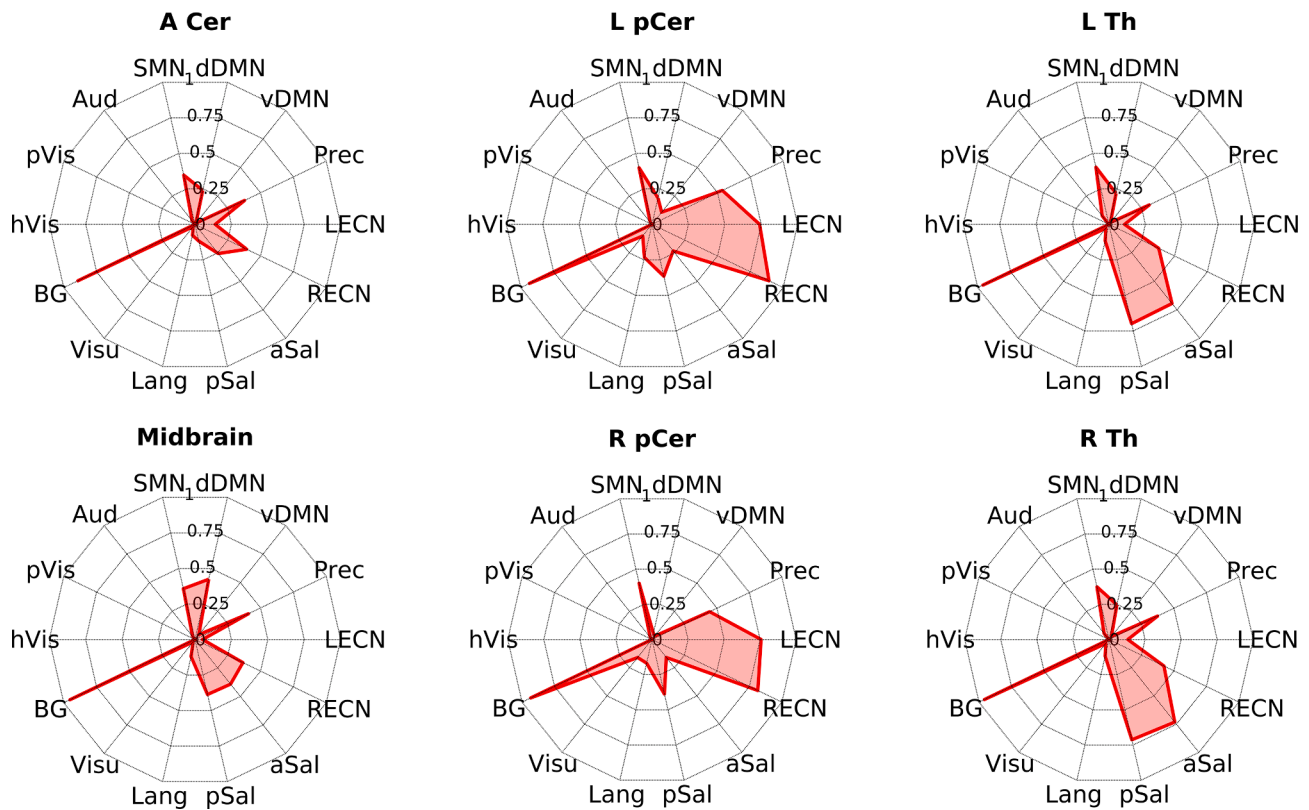 A Cer
L pCer
L Th
SMN 1 dDMN
Aud
vDMN
0.75
pVis
0.5
Prec
0.25
hVis
0
LECN
BG
RECN
Visu
aSal
Lang pSal
SMN 1 dDMN
Aud
vDMN
0.75
pVis
0.5
Prec
0.25
hVis
0
LECN
BG
RECN
Visu
aSal
Lang pSal
SMN 1 dDMN
Aud
vDMN
0.75
pVis
0.5
Prec
0.25
hVis
0
LECN
BG
RECN
Visu
aSal
Lang pSal
Midbrain
R pCer
R Th
SMN 1 dDMN
Aud
vDMN
0.75
pVis
0.5
Prec
0.25
hVis
0
LECN
BG
RECN
Visu
aSal
Lang pSal
SMN 1 dDMN
Aud
vDMN
0.75
pVis
0.5
Prec
0.25
hVis
0
LECN
BG
RECN
Visu
aSal
Lang pSal
SMN 1 dDMN
Aud
vDMN
0.75
pVis
0.5
Prec
0.25
hVis
0
LECN
BG
RECN
Visu
aSal
Lang pSal